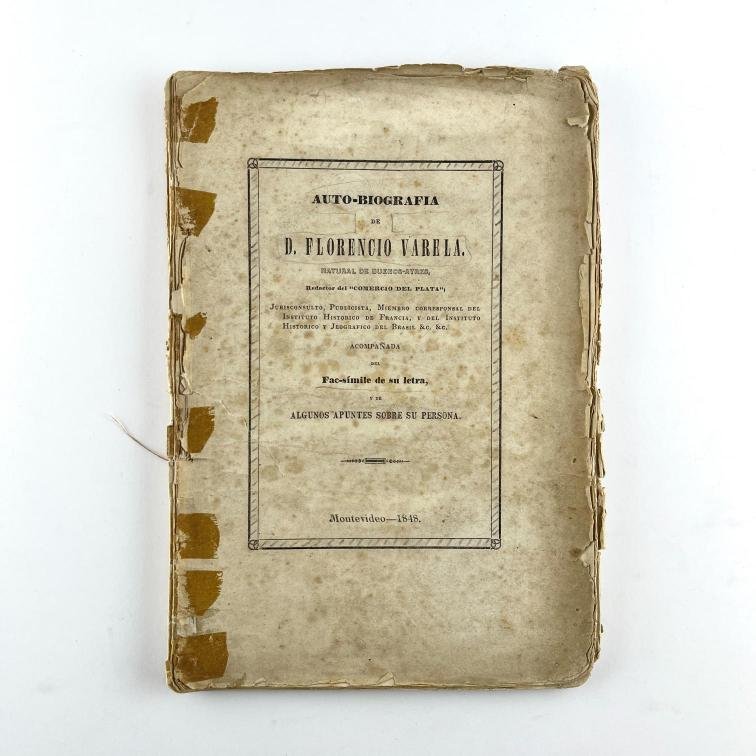 AUTO-BIOGRAFIA
DE
D. FLORENCIO VARELA.
NATURAL DE BUENOS-AYRES,
Redactor del "COMERCIO DEL PLATA";
Jurisconsulto, Publicista, Miembro corresponsal del
Instituto Historico de Francia, y del Instituto
Historico y Jeografico del Brasil &c. &c.
ACOMPAÑADA
DEL
Fac-símile de su letra,
Y DE
ALGUNOS APUNTES SOBRE SU PERSONA.
Montevideo—1848.